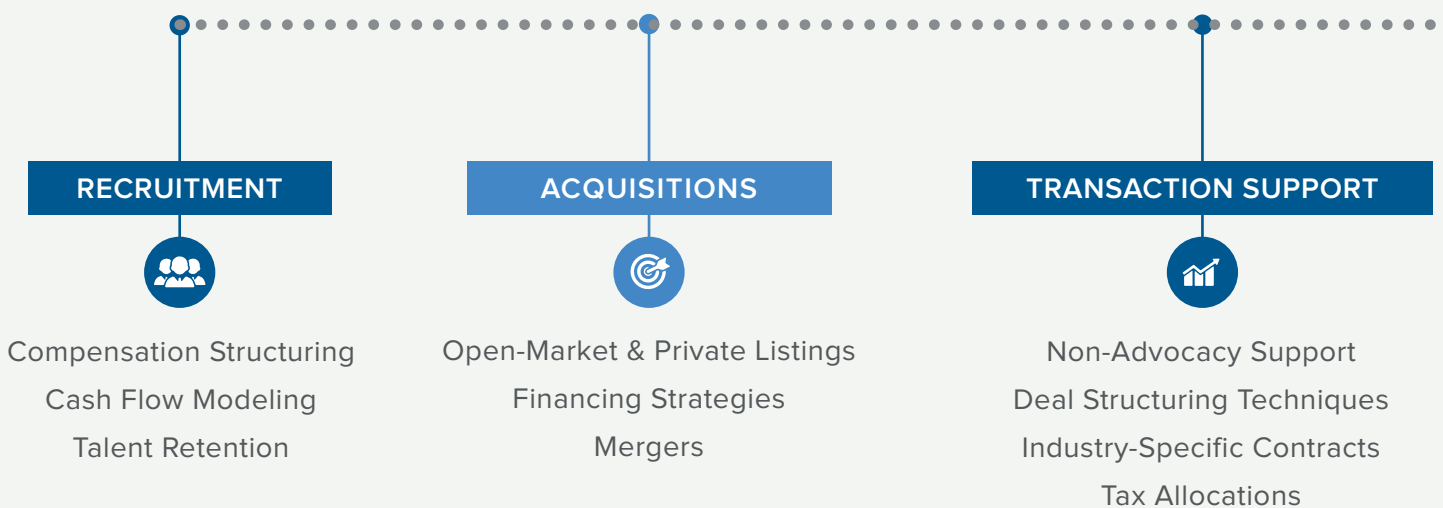 RECRUITMENT
Compensation Structuring
Cash Flow Modeling
Talent Retention
ACQUISITIONS
Open-Market & Private Listings
Financing Strategies
Mergers
TRANSACTION SUPPORT
Non-Advocacy Support
Deal Structuring Techniques
Industry-Specific Contracts
Tax Allocations